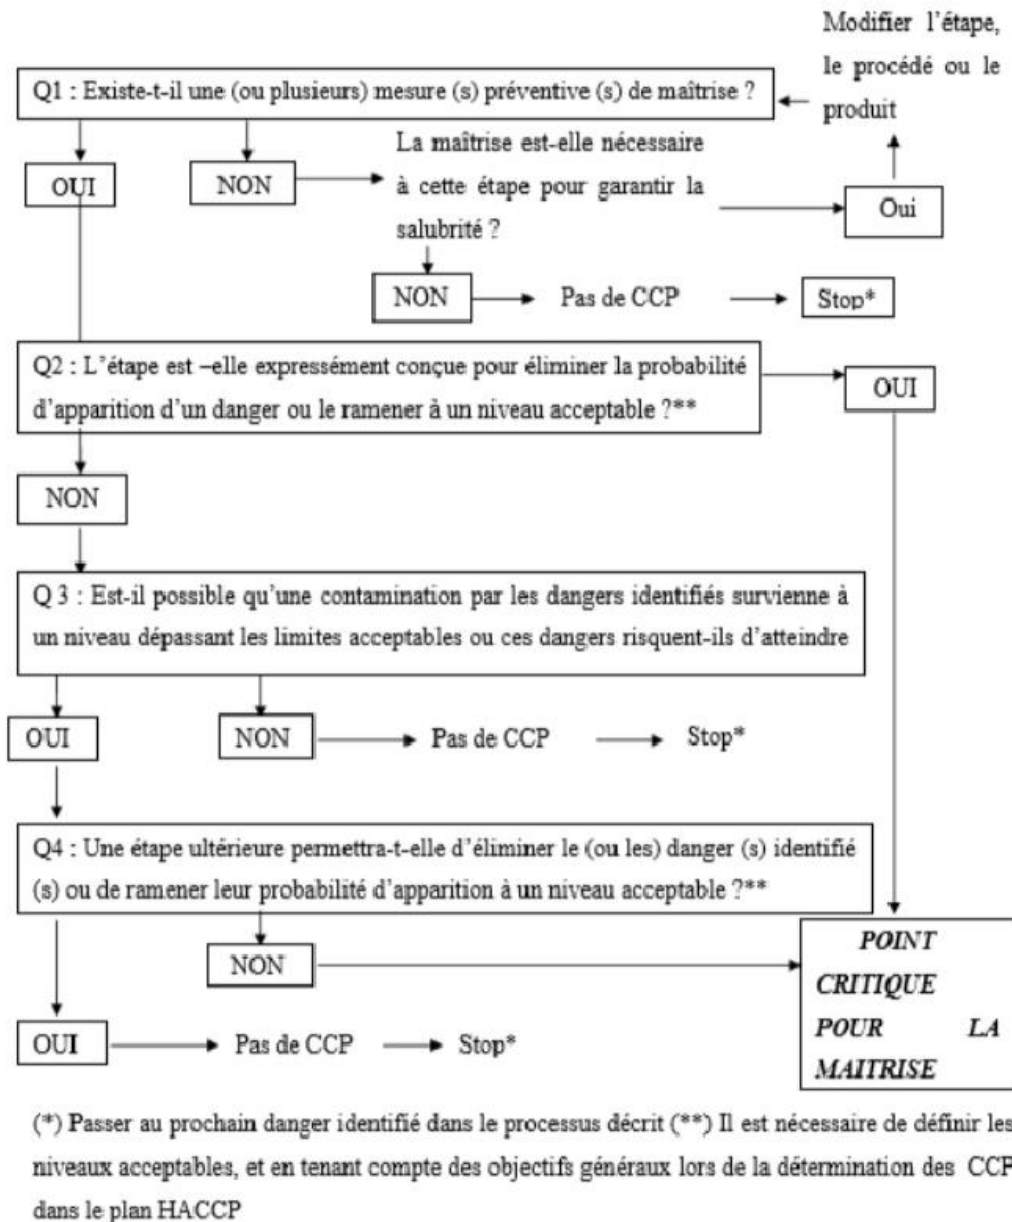 Modifier l'étape,
le procédé ou le
produit
Q1 : Existe-t-il une (ou plusieurs) mesure (s) préventive (s) de maîtrise ?
OUI
NON
La maîtrise est-elle nécessaire
à cette étape pour garantir la
salubrité ?
Oui
NON
Pas de CCP
Stop*
Q2 : L'étape est –elle expressément conçue pour éliminer la probabilité
d'apparition d'un danger ou le ramener à un niveau acceptable ?**
OUI
NON
Q 3 : Est-il possible qu'une contamination par les dangers identifiés survienne à
un niveau dépassant les limites acceptables ou ces dangers risquent-ils d'atteindre
OUI
NON
Pas de CCP
Stop*
Q4 : Une étape ultérieure permettra-t-elle d'éliminer le (ou les) danger (s) identifié
(s) ou de ramener leur probabilité d'apparition à un niveau acceptable ?**
NON
POINT
CRITIQUE
POUR LA
MAITRISE
OUI
Pas de CCP
Stop*
(*) Passer au prochain danger identifié dans le processus décrit (**) Il est nécessaire de définir les
niveaux acceptables, et en tenant compte des objectifs généraux lors de la détermination des CCP
dans le plan HACCP